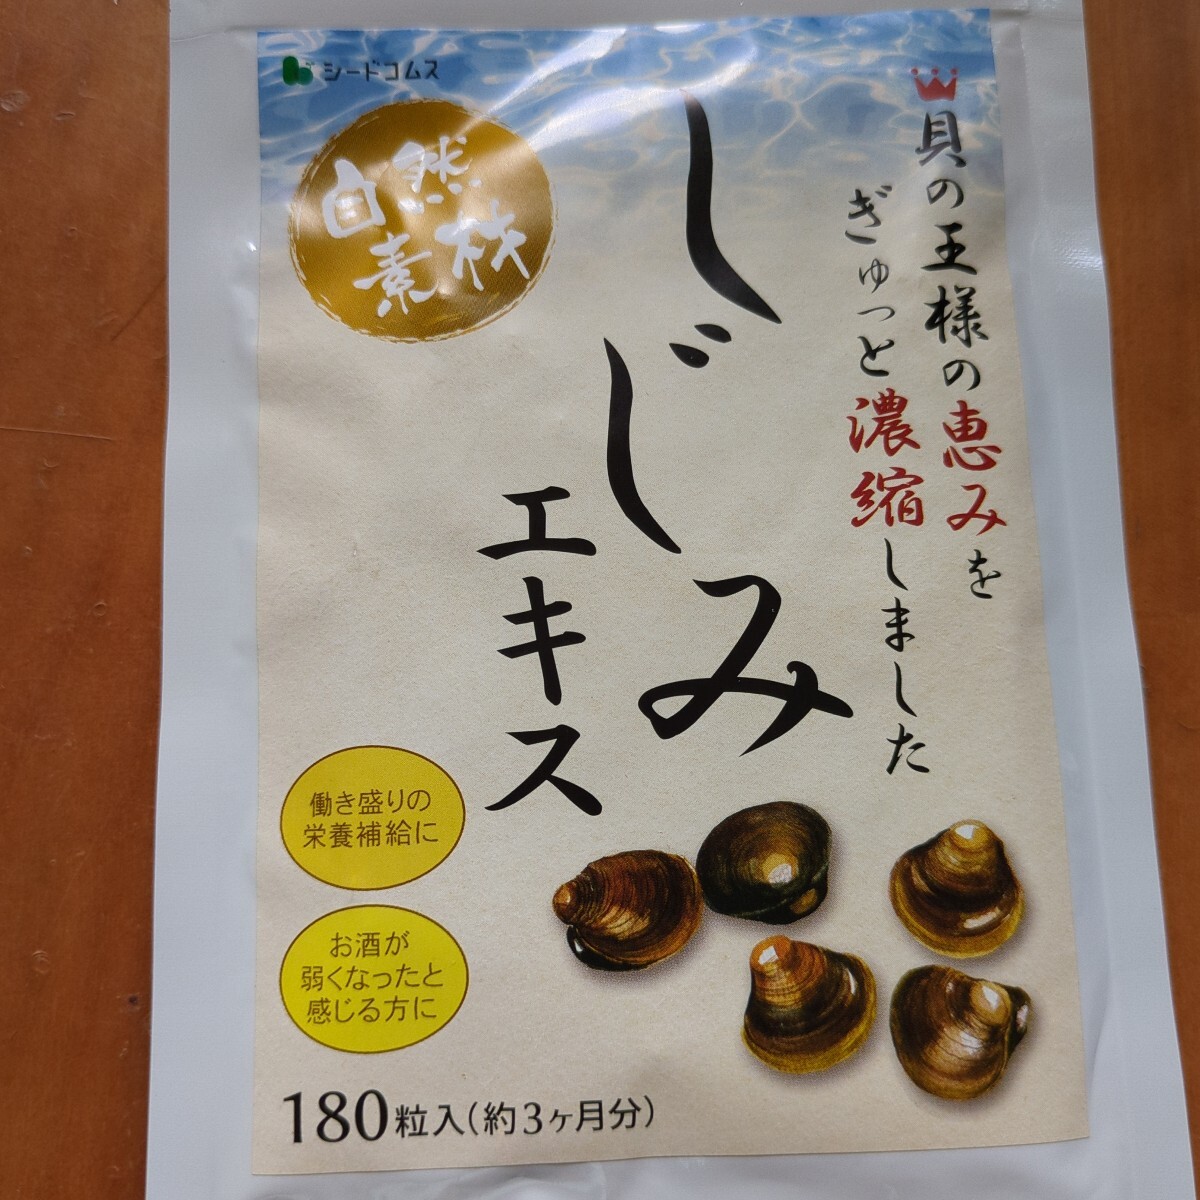 シードコムス
自然
素材
貝の王様の恵みを
ぎゅっと濃縮しました
しじみ
エキス
働き盛りの
栄養補給に
お酒が
弱くなったと
感じる方に
180粒入(約3ヶ月分)